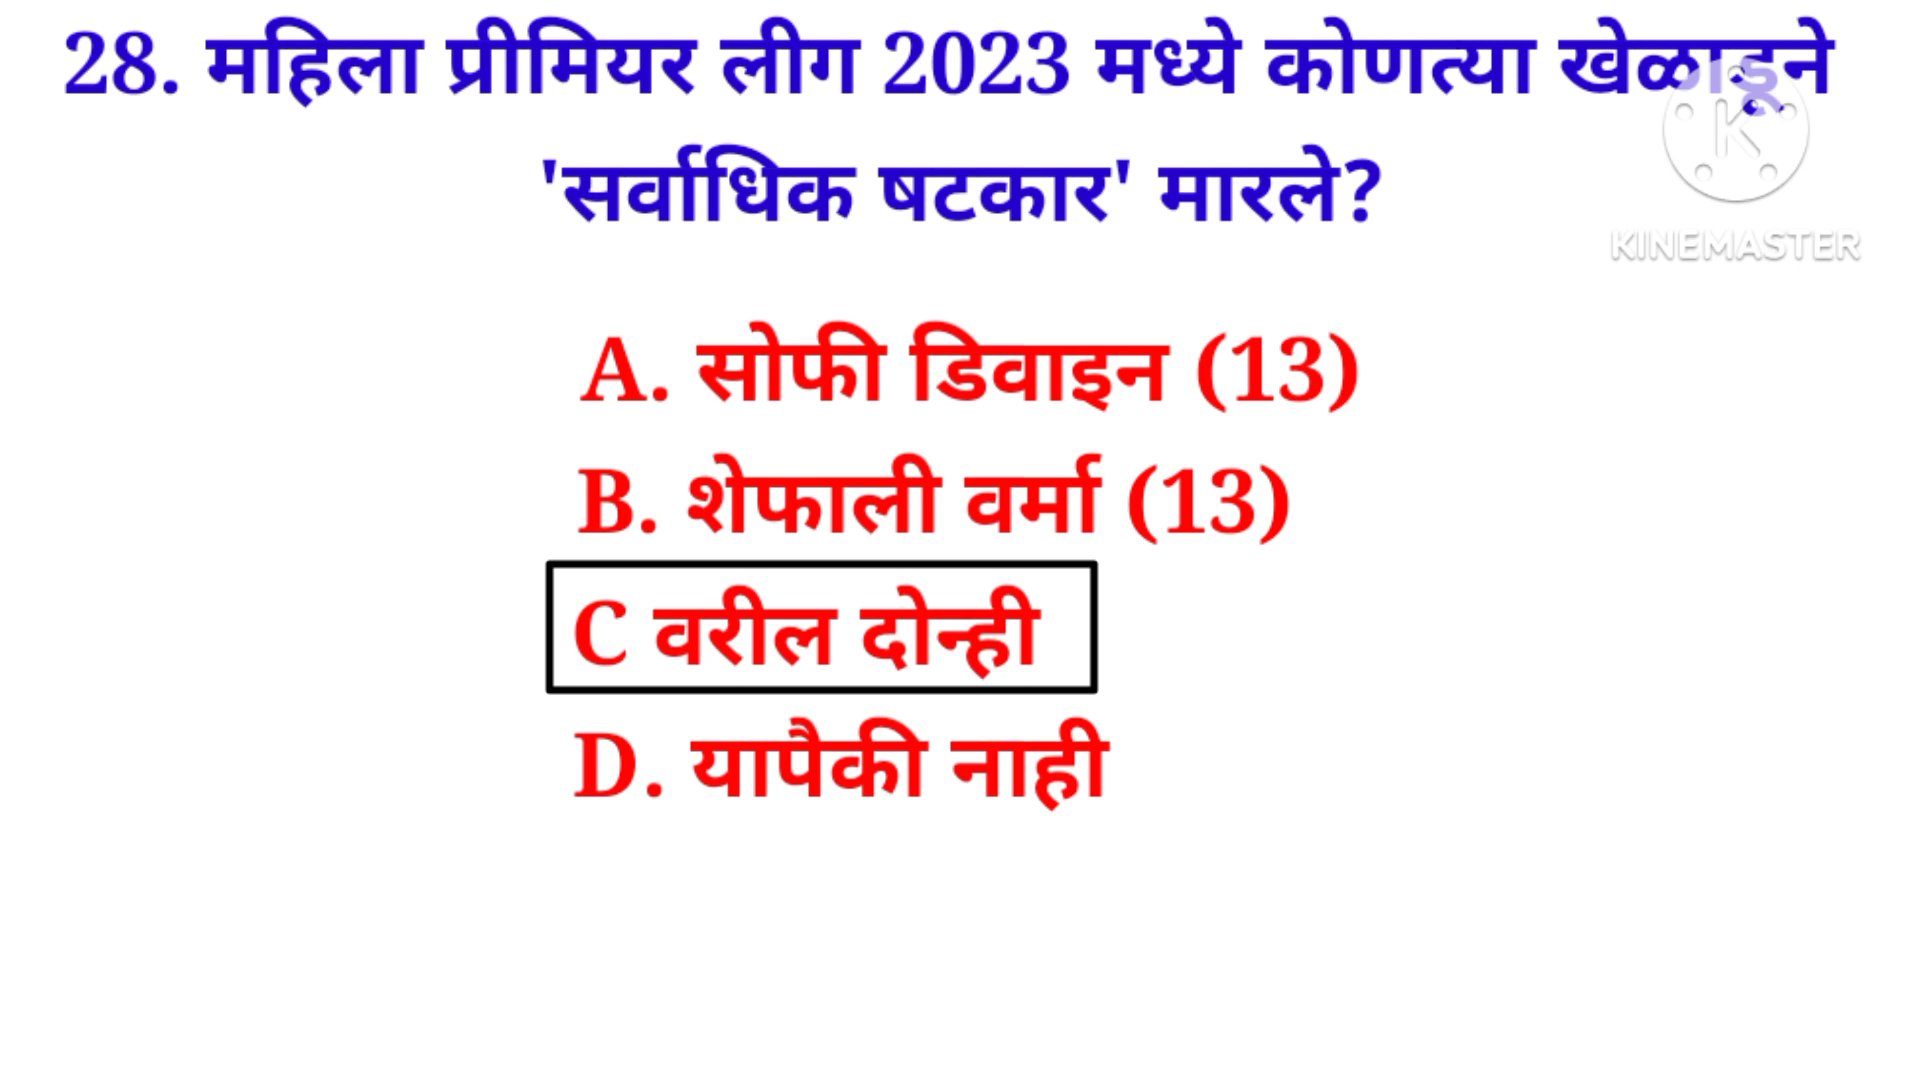 28. महिला प्रीमियर लीग 2023 मध्ये कोणत्या खेळाडूने
'सर्वाधिक षटकार' मारले?
K
KINEMASTER
A. सोफी डिवाइन (13)
B. शेफाली वर्मा (13)
C वरील दोन्ही
D. यापैकी नाही